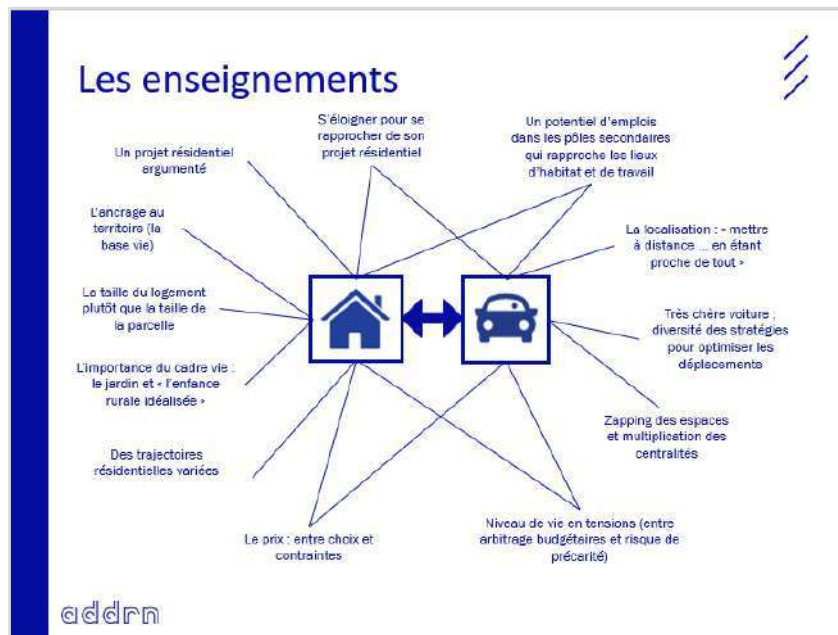 Les enseignements
S'éloigner pour se
rapprocher de son
projet résidentiel
Un potentiel d'emplois
dans les pôles secondaires
qui rapproche les lieux
d'habitat et de travail
Un projet résidentiel
argumenté
L'ancrage au
territoire (la
base vie)
La localisation : « mettre
à distance ... en étant
proche de tout »
La taille du logement
plutôt que la taille de
la parcelle
Très chère voiture :
diversité des stratégies
pour optimiser les
déplacements
L'importance du cadre vie :
le jardin et « l'enfance
rurale idéalisée »
Zapping des espaces
et multiplication des
centralités
Des trajectoires
résidentielles variées
Le prix : entre choix et
contraintes
Niveau de vie en tensions (entre
arbitrage budgétaires et risque de
précarité)
addrn